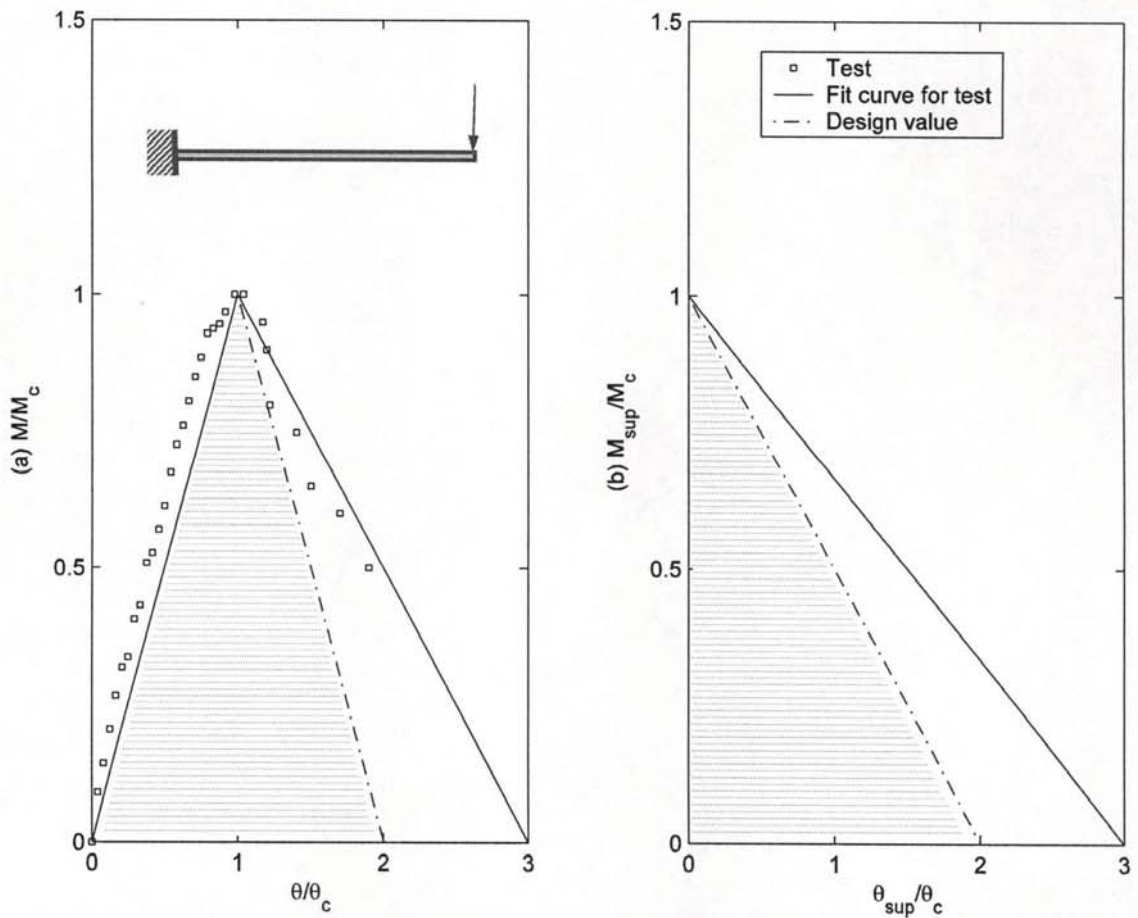 1.5
1
0.5
0
(a) M/M_c
0
1
2
3
θ/θ_c
1.5
1
0.5
0
(b) M_sup/M_c
Test
Fit curve for test
Design value
0
1
2
3
θ_sup/θ_c